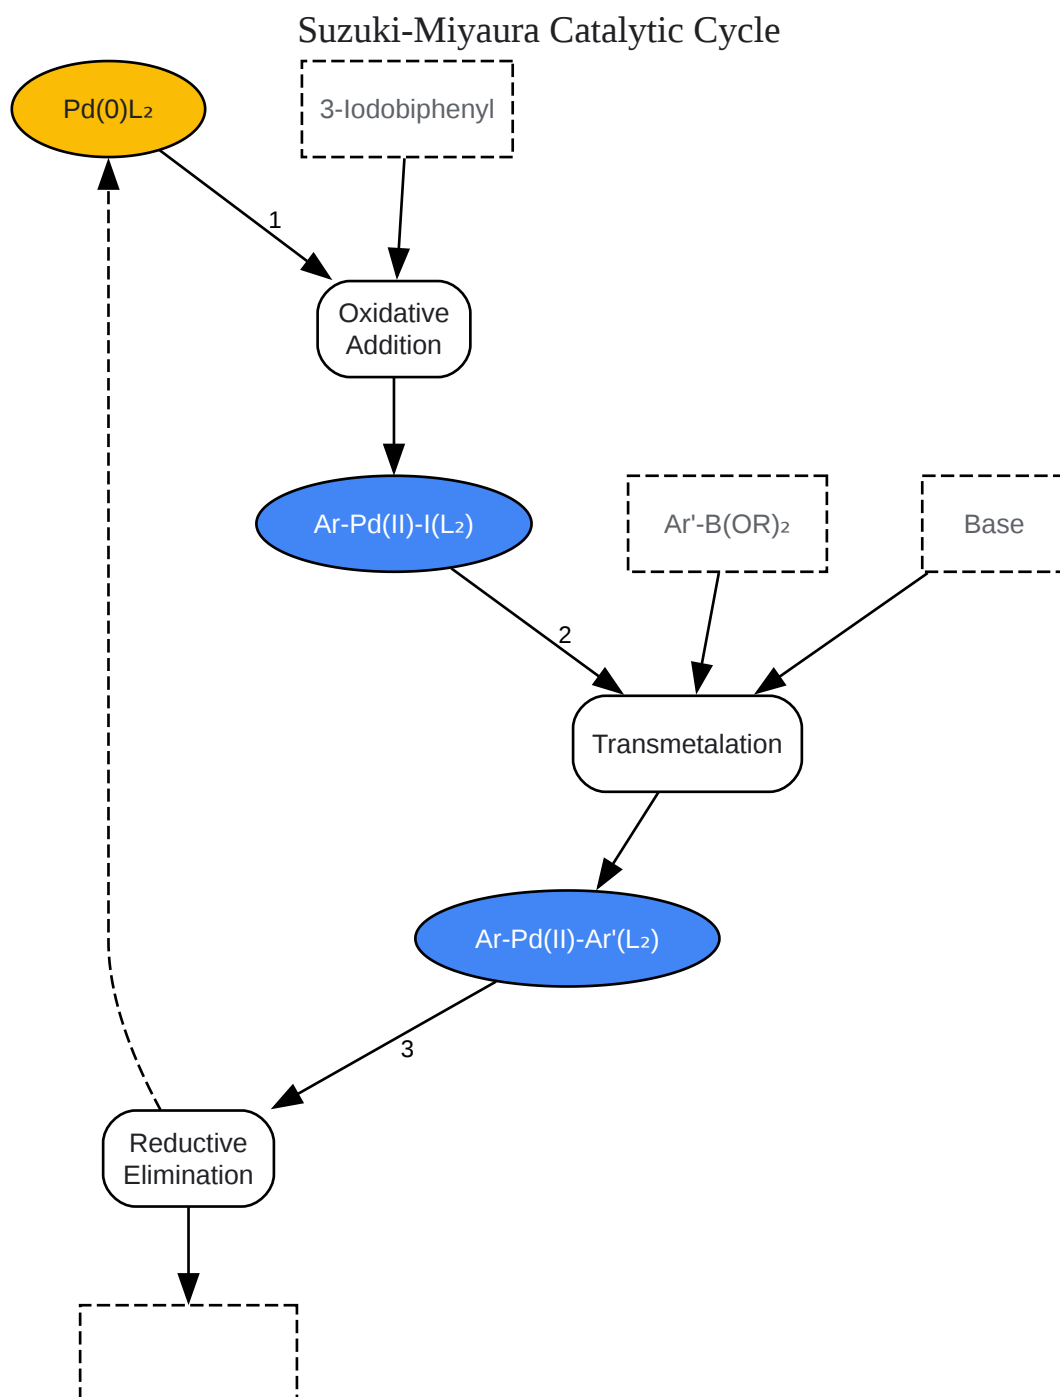 Suzuki-Miyaura Catalytic Cycle
Pd(0)L₂
3-Iodobiphenyl
1
Oxidative
Addition
Ar-Pd(II)-I(L₂)
Ar'-B(OR)₂
Base
2
Transmetalation
Ar-Pd(II)-Ar'(L₂)
3
Reductive
Elimination